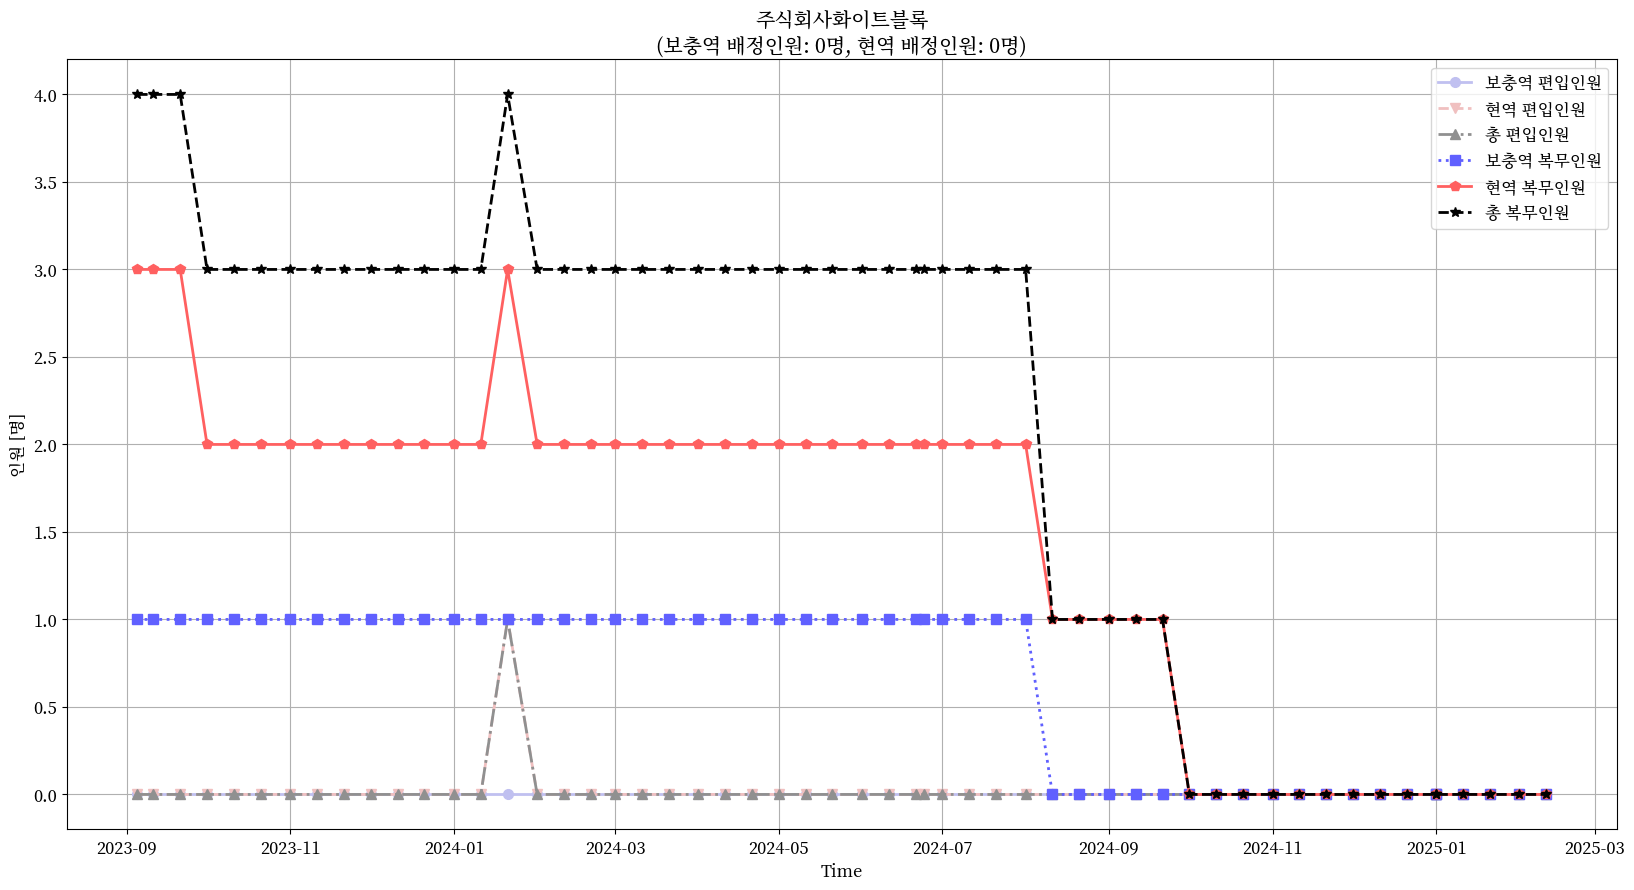 주식회사화이트블록
(보충역 배정인원: 0명, 현역 배정인원: 0명)
보충역 편입인원
현역 편입인원
총 편입인원
보충역 복무인원
현역 복무인원
총 복무인원
인원 [명]
4.0
3.5
3.0
2.5
2.0
1.5
1.0
0.5
0.0
2023-09
2023-11
2024-01
2024-03
2024-05
2024-07
2024-09
2024-11
2025-01
2025-03
Time